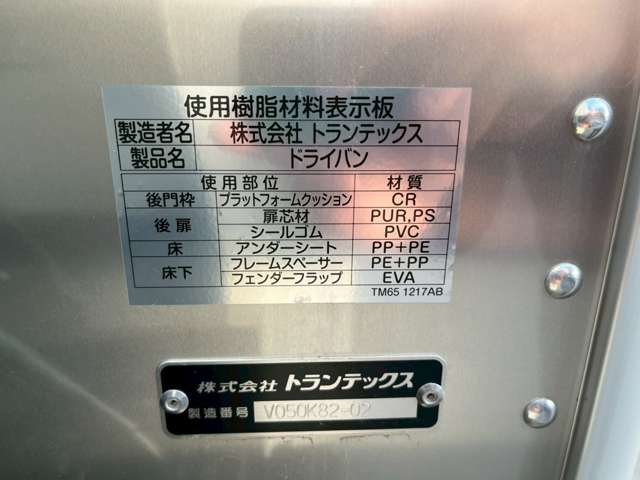 使用樹脂材料表示板
製造者名 株式会社 トランテックス
製品名 ドライバン
使用部位 材質
後門枠 プラットフォームクッション CR
後扉 扉芯材 PUR,PS
シールゴム PVC
床 アンダーシート PP+PE
床下 フレームスペーサー PE+PP
フェンダーフラップ EVA
TM65 1217AB
株式会社 トランテックス
製造番号 V050K82-02